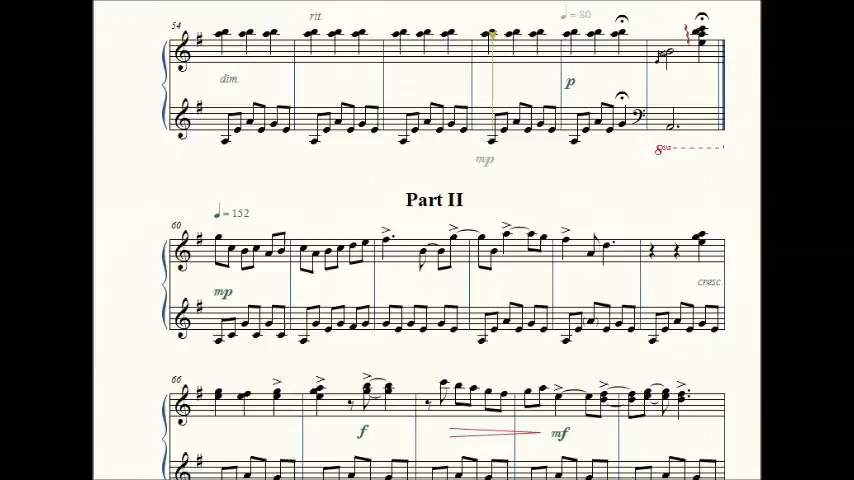 ♩ = 80
rit.
54
dim.
p
mp
8va
Part II
♩ = 152
60
mp
cresc.
66
f
mf